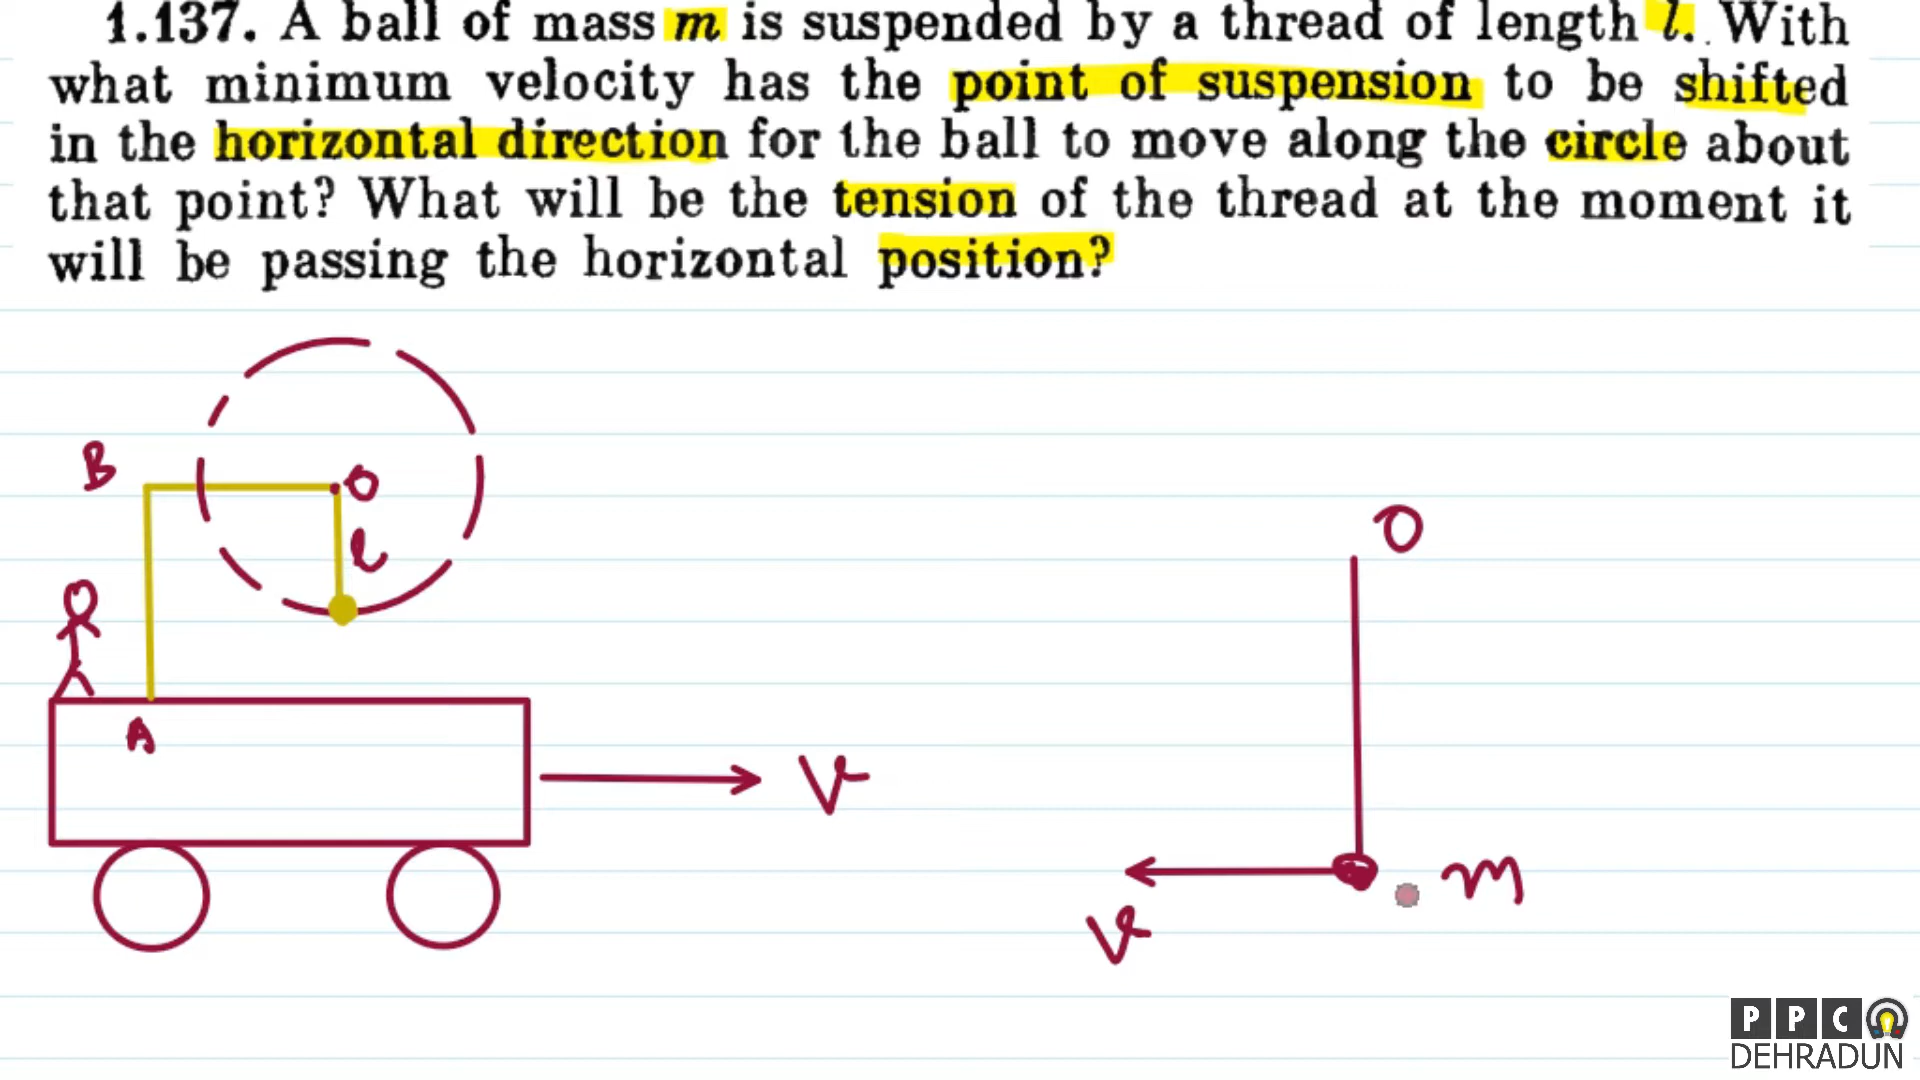 1.137. A ball of mass m is suspended by a thread of length l. With
what minimum velocity has the point of suspension to be shifted
in the horizontal direction for the ball to move along the circle about
that point? What will be the tension of the thread at the moment it
will be passing the horizontal position?
B
O
l
O
A
V
m
V
P P C
DEHRADUN